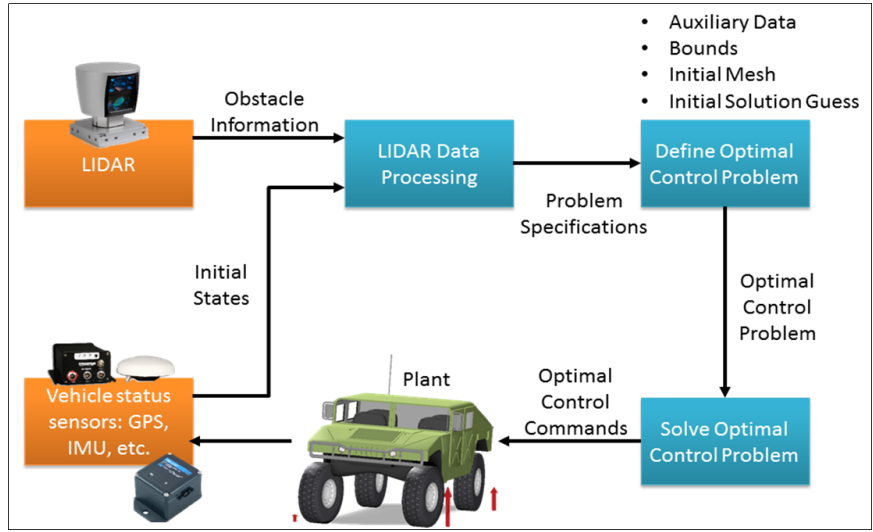 • Auxiliary Data
• Bounds
• Initial Mesh
• Initial Solution Guess
Obstacle
Information
LIDAR
LIDAR Data
Processing
Define Optimal
Control Problem
Problem
Specifications
Initial
States
Optimal
Control
Problem
Vehicle status
sensors: GPS,
IMU, etc.
Plant
Optimal
Control
Commands
Solve Optimal
Control Problem